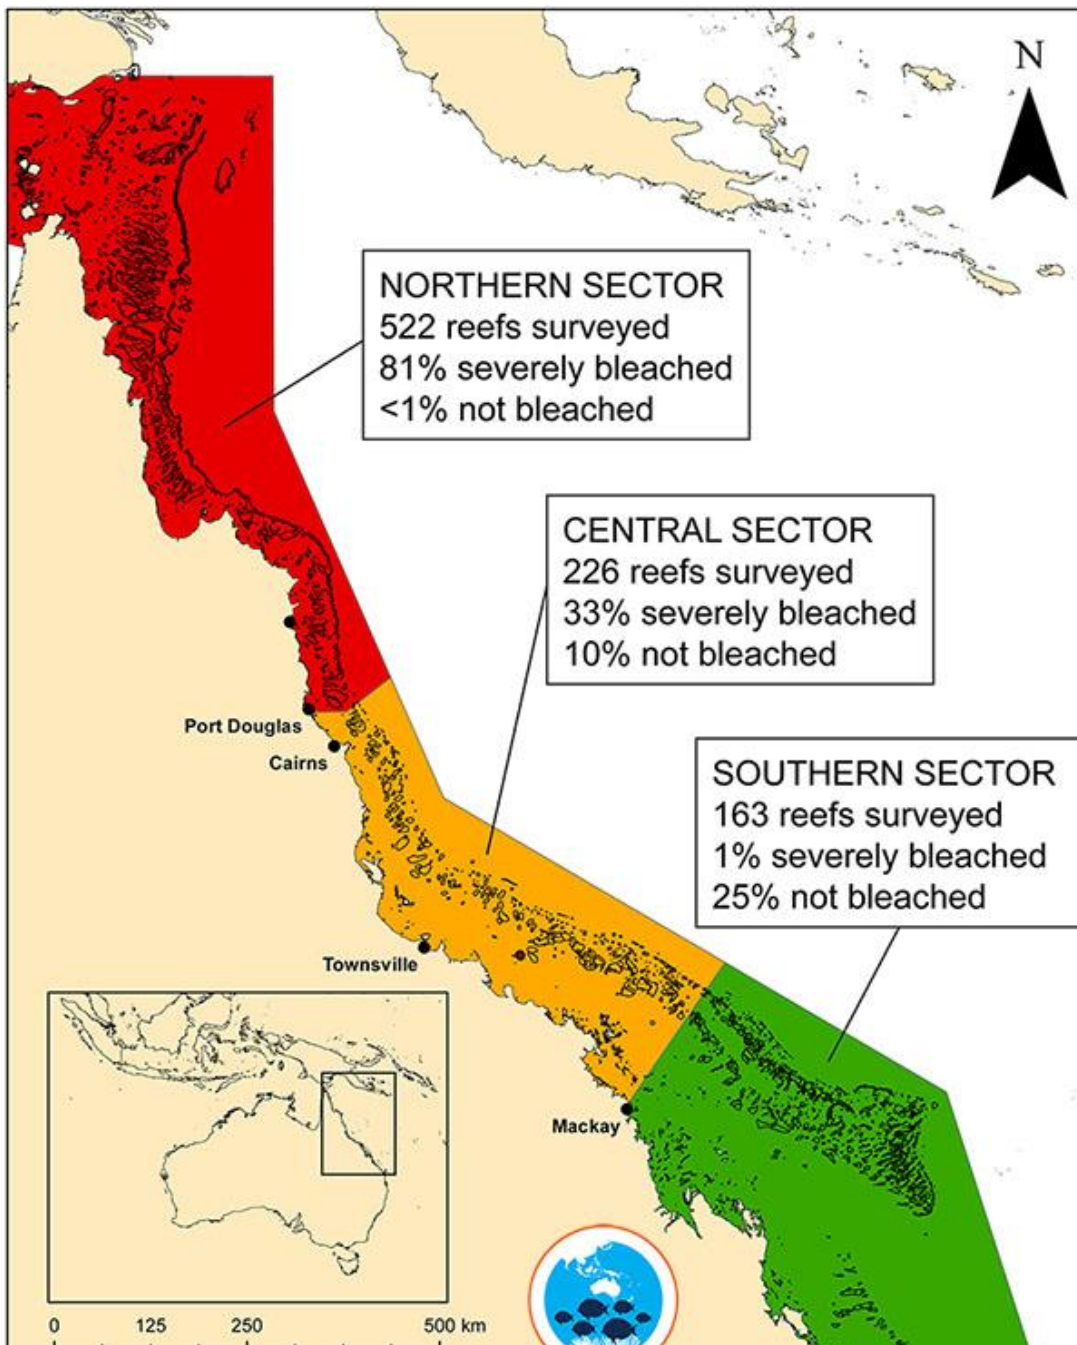 N
NORTHERN SECTOR
522 reefs surveyed
81% severely bleached
<1% not bleached
CENTRAL SECTOR
226 reefs surveyed
33% severely bleached
10% not bleached
Port Douglas
Cairns
SOUTHERN SECTOR
163 reefs surveyed
1% severely bleached
25% not bleached
Townsville
Mackay
0 125 250 500 km